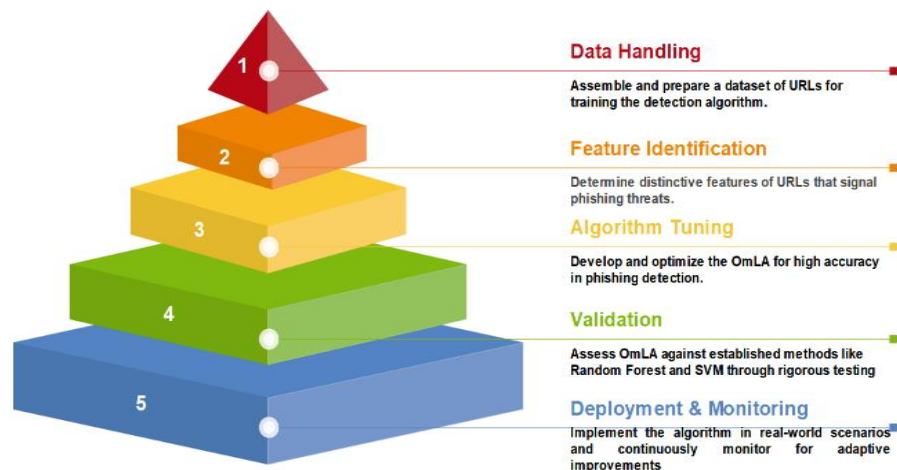 1
Data Handling
Assemble and prepare a dataset of URLs for
training the detection algorithm.
2
Feature Identification
Determine distinctive features of URLs that signal
phishing threats.
3
Algorithm Tuning
Develop and optimize the OmLA for high accuracy
in phishing detection.
4
Validation
Assess OmLA against established methods like
Random Forest and SVM through rigorous testing
5
Deployment & Monitoring
Implement the algorithm in real-world scenarios
and continuously monitor for adaptive
improvements